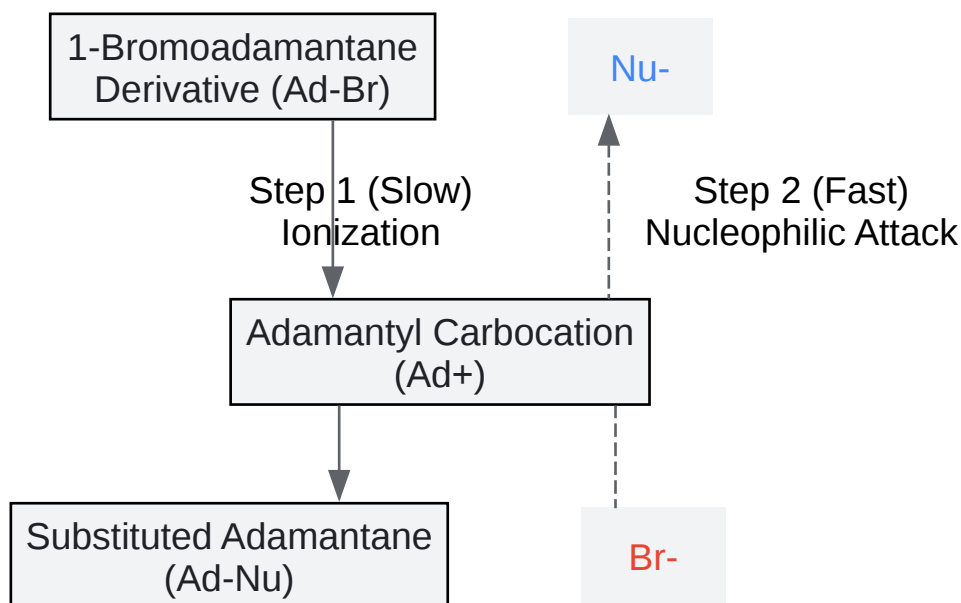 1-Bromoadamantane
Derivative (Ad-Br)
Nu-
Step 1 (Slow)
Ionization
Step 2 (Fast)
Nucleophilic Attack
Adamantyl Carbocation
(Ad+)
Substituted Adamantane
(Ad-Nu)
Br-